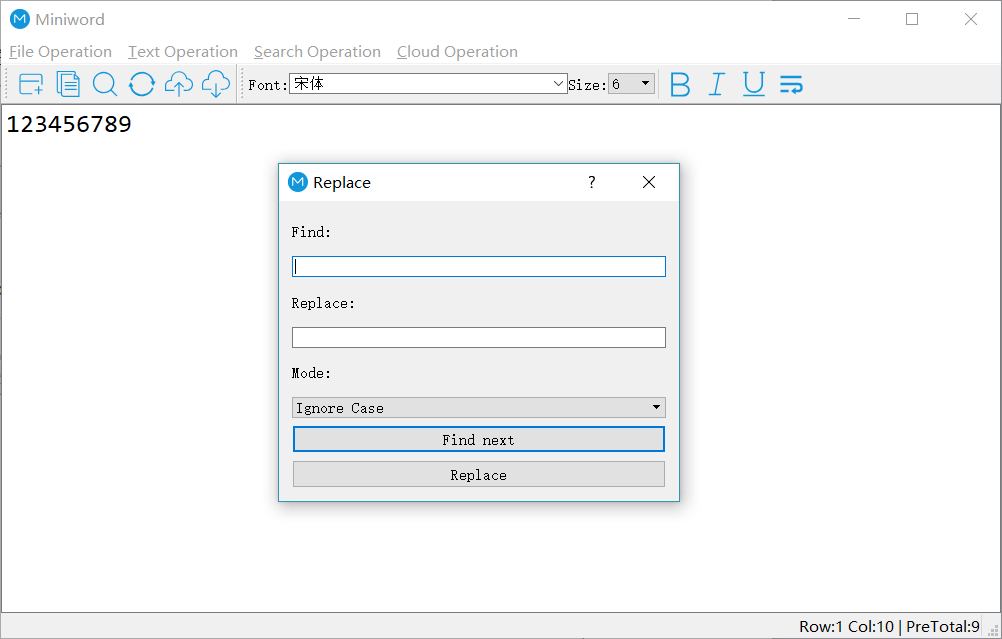 Miniword
File Operation Text Operation Search Operation Cloud Operation
Font: 宋体 Size: 6 B I U
123456789
Replace ?
Find:
Replace:
Mode:
Ignore Case
Find next
Replace
Row:1 Col:10 | PreTotal:9